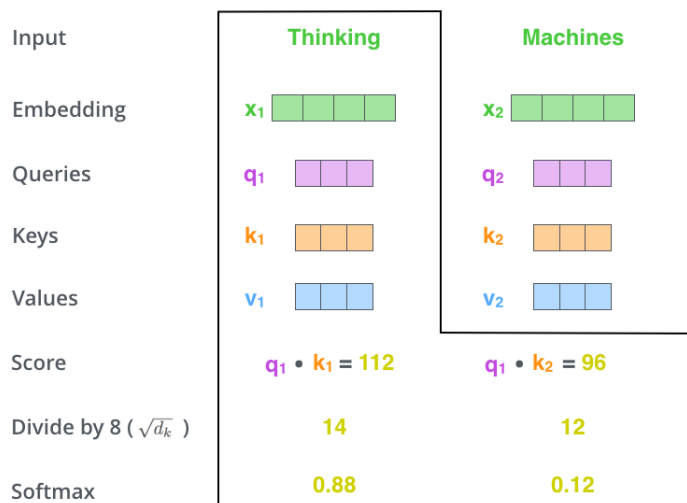 Input Thinking Machines
Embedding x₁ x₂
Queries q₁ q₂
Keys k₁ k₂
Values v₁ v₂
Score q₁ • k₁ = 112 q₁ • k₂ = 96
Divide by 8 ( √dₖ ) 14 12
Softmax 0.88 0.12